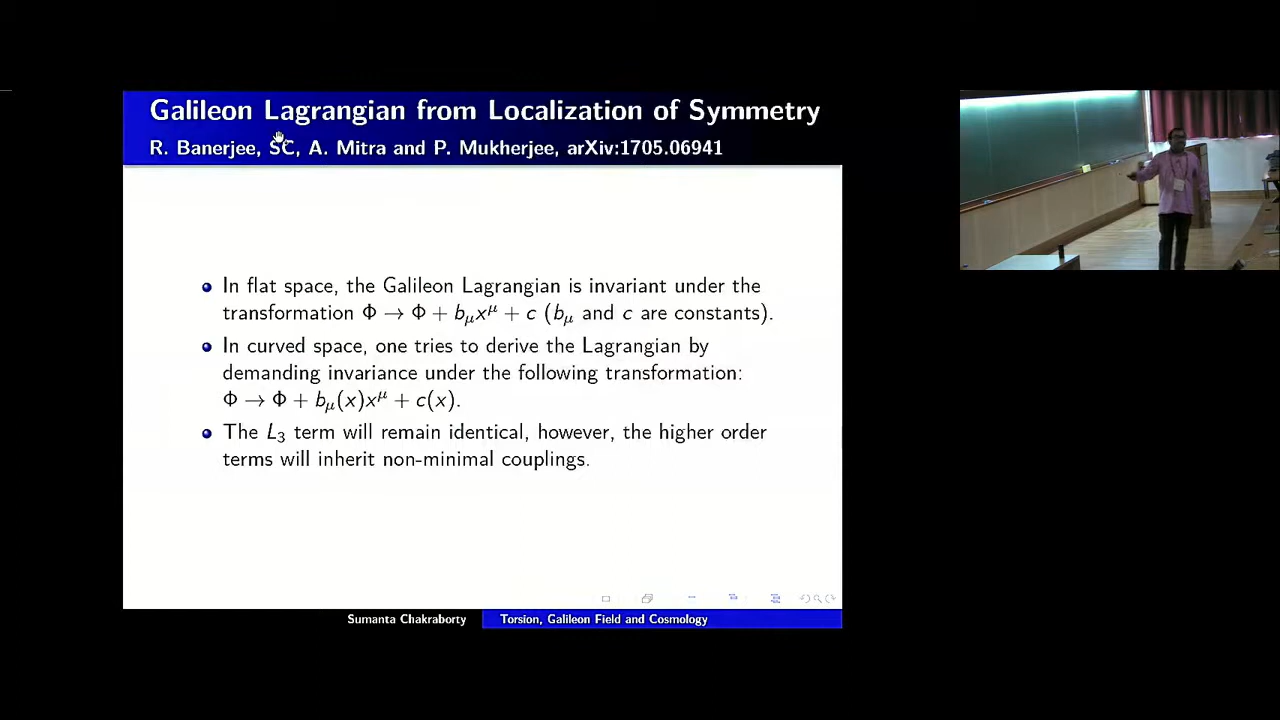 Galileon Lagrangian from Localization of Symmetry
R. Banerjee, SC, A. Mitra and P. Mukherjee, arXiv:1705.06941
In flat space, the Galileon Lagrangian is invariant under the
transformation Φ → Φ + b_μ x^μ + c (b_μ and c are constants).
In curved space, one tries to derive the Lagrangian by
demanding invariance under the following transformation:
Φ → Φ + b_μ(x)x^μ + c(x).
The L_3 term will remain identical, however, the higher order
terms will inherit non-minimal couplings.
Sumanta Chakraborty
Torsion, Galileon Field and Cosmology